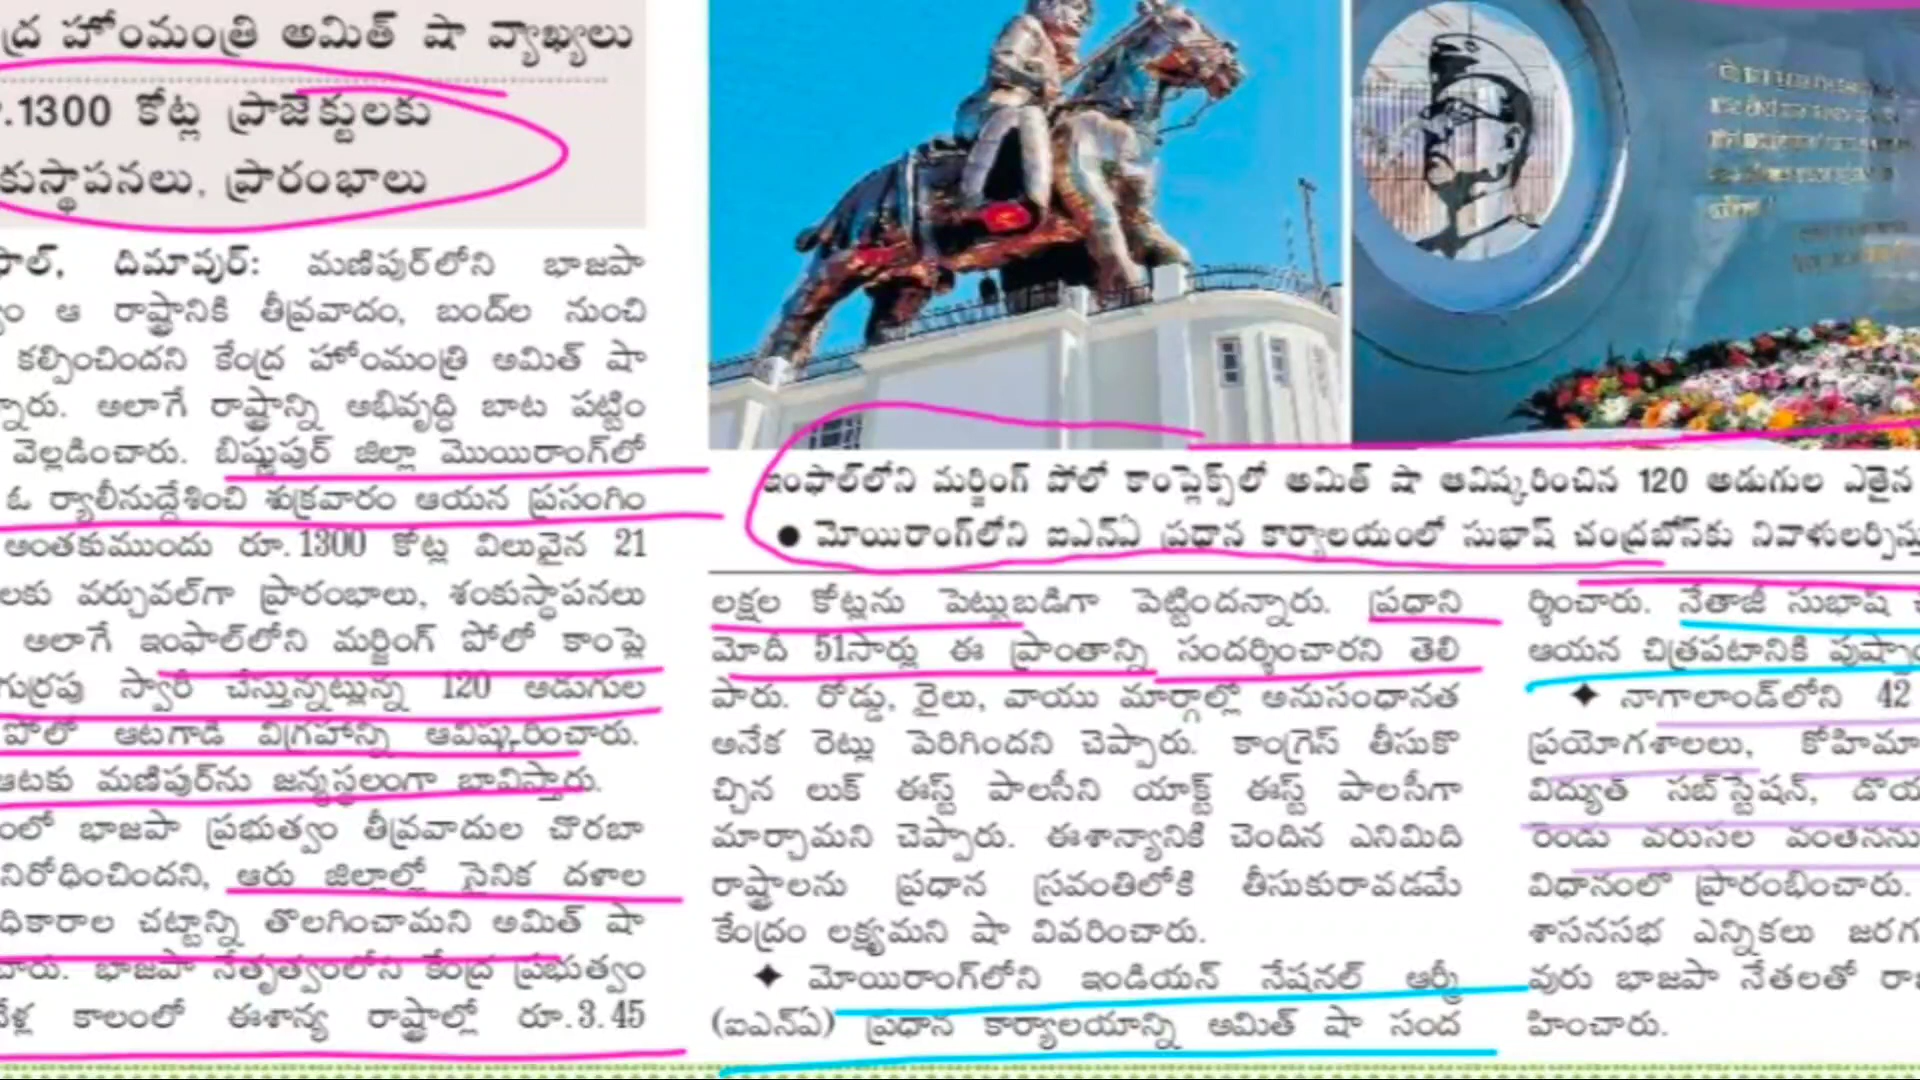 హోంమంత్రి అమిత్ షా వ్యాఖ్యలు
.1300 కోట్ల ప్రాజెక్టులకు
కుస్థాపనలు, ప్రారంభాలు
దిమాపుర్: మణిపుర్‌లోని భాజపా
ఆ రాష్ట్రానికి తీవ్రవాదం, బంద్‌ల నుంచి
కల్పించిందని కేంద్ర హోంమంత్రి అమిత్ షా
న్నారు. అలాగే రాష్ట్రాన్ని అభివృద్ధి బాట పట్టిం
వెల్లడించారు. బిష్ణుపుర్ జిల్లా మొయిరాంగ్‌లో
ఓ ర్యాలీనుద్దేశించి శుక్రవారం ఆయన ప్రసంగిం
అంతకుముందు రూ.1300 కోట్ల విలువైన 21
లకు వర్చువల్‌గా ప్రారంభాలు, శంకుస్థాపనలు
అలాగే ఇంఫాల్‌లోని మర్జింగ్ పోలో కాంప్లె
గుర్రపు స్వారీ చేస్తున్నట్లున్న 120 అడుగుల
పోలో ఆటగాడి విగ్రహాన్ని ఆవిష్కరించారు.
ఆటకు మణిపుర్‌ను జన్మస్థలంగా భావిస్తారు.
లో భాజపా ప్రభుత్వం తీవ్రవాదుల చొరబా
నిరోధించిందని, ఆరు జిల్లాల్లో సైనిక దళాల
ధికారాల చట్టాన్ని తొలగించామని అమిత్ షా
చారు. భాజపా నేతృత్వంలోని కేంద్ర ప్రభుత్వం
కాలంలో ఈశాన్య రాష్ట్రాల్లో రూ.3.45
ఇంఫాల్‌లోని మర్జింగ్ పోలో కాంప్లెక్స్‌లో అమిత్ షా ఆవిష్కరించిన 120 అడుగుల ఎతైన
● మోయిరాంగ్‌లోని ఐఎన్ఏ ప్రధాన కార్యాలయంలో సుభాష్ చంద్రబోస్‌కు నివాళులర్పిస్తు
లక్షల కోట్లను పెట్టుబడిగా పెట్టిందన్నారు. ప్రధాని
మోదీ 51సార్లు ఈ ప్రాంతాన్ని సందర్శించారని తెలి
పారు. రోడ్డు, రైలు, వాయు మార్గాల్లో అనుసంధానత
అనేక రెట్లు పెరిగిందని చెప్పారు. కాంగ్రెస్ తీసుకొ
చ్చిన లుక్ ఈస్ట్ పాలసీని యాక్ట్ ఈస్ట్ పాలసీగా
మార్చామని చెప్పారు. ఈశాన్యానికి చెందిన ఎనిమిది
రాష్ట్రాలను ప్రధాన స్రవంతిలోకి తీసుకురావడమే
కేంద్రం లక్ష్యమని షా వివరించారు.
✦ మోయిరాంగ్‌లోని ఇండియన్ నేషనల్ ఆర్మీ
(ఐఎన్ఏ) ప్రధాన కార్యాలయాన్ని అమిత్ షా సంద
ర్శించారు. నేతాజీ సుభాష్
ఆయన చిత్రపటానికి పుష్పాం
✦ నాగాలాండ్‌లోని 42
ప్రయోగశాలలు, కోహిమా
విద్యుత్ సబ్‌స్టేషన్, డొయ
రెండు వరుసల వంతెనను
విధానంలో ప్రారంభించారు.
శాసనసభ ఎన్నికలు జరగ
వురు భాజపా నేతలతో రా
హించారు.